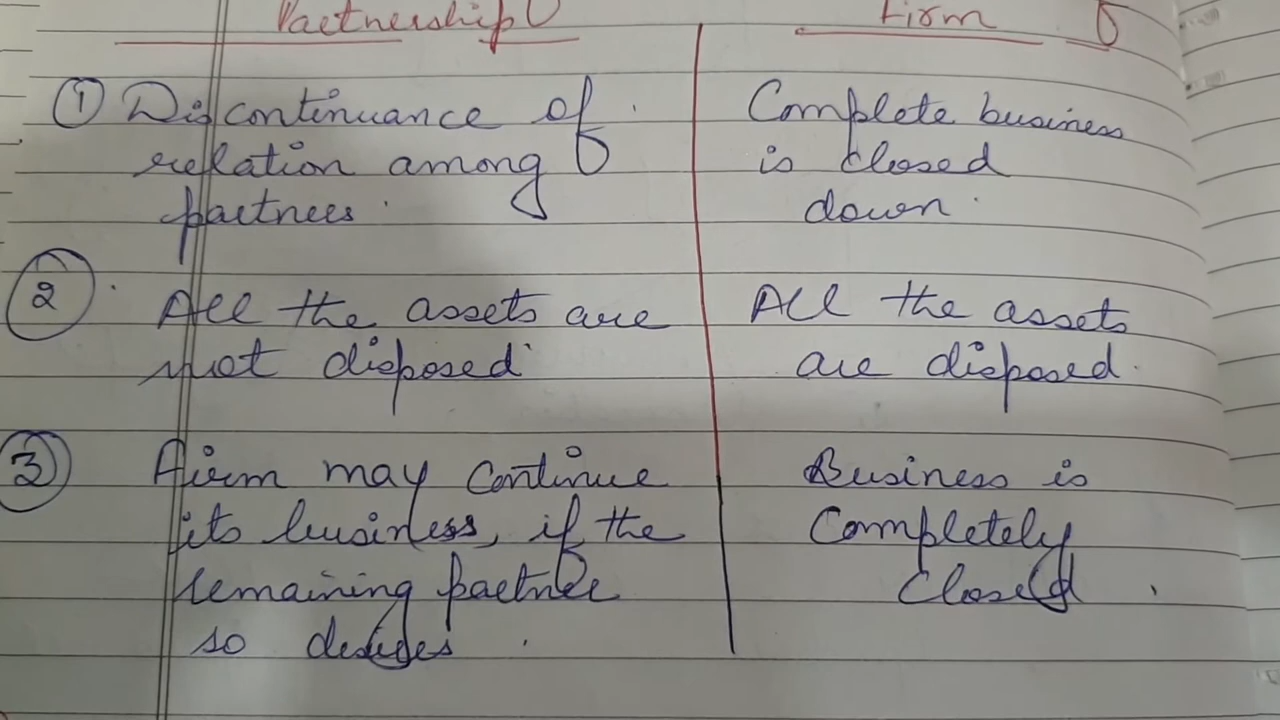 Partnership Firm
① Discontinuance of Complete business
relation among is closed
partners. down.
② All the assets are All the assets
not disposed are disposed.
③ Firm may continue Business is
its business, if the Completely
remaining partner Closed.
so decides.